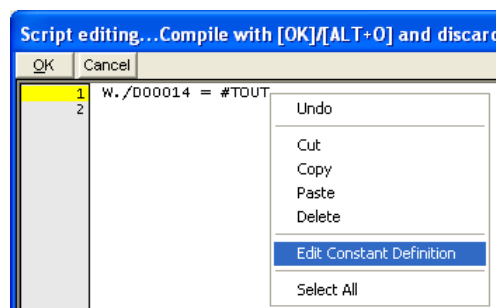 Script editing...Compile with [OK]/[ALT+O] and discard
OK Cancel
1 W./D00014 = #TOUT
2
Undo
Cut
Copy
Paste
Delete
Edit Constant Definition
Select All